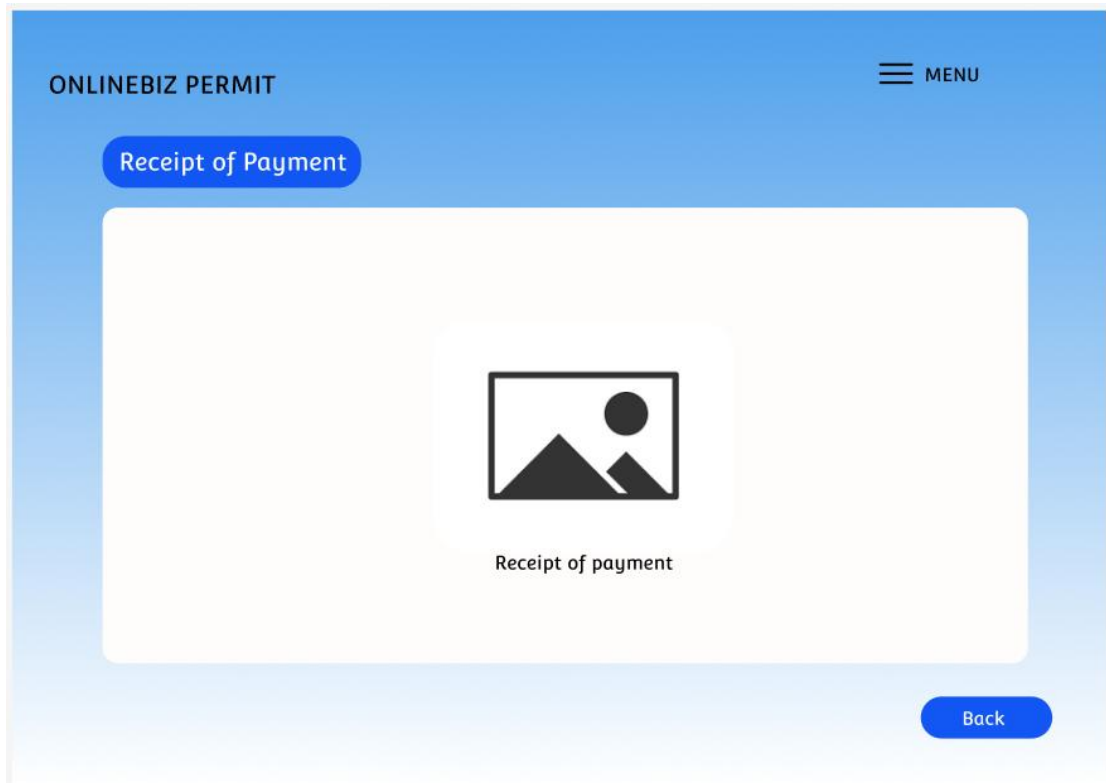 ONLINEBIZ PERMIT
MENU
Receipt of Payment
Receipt of payment
Back